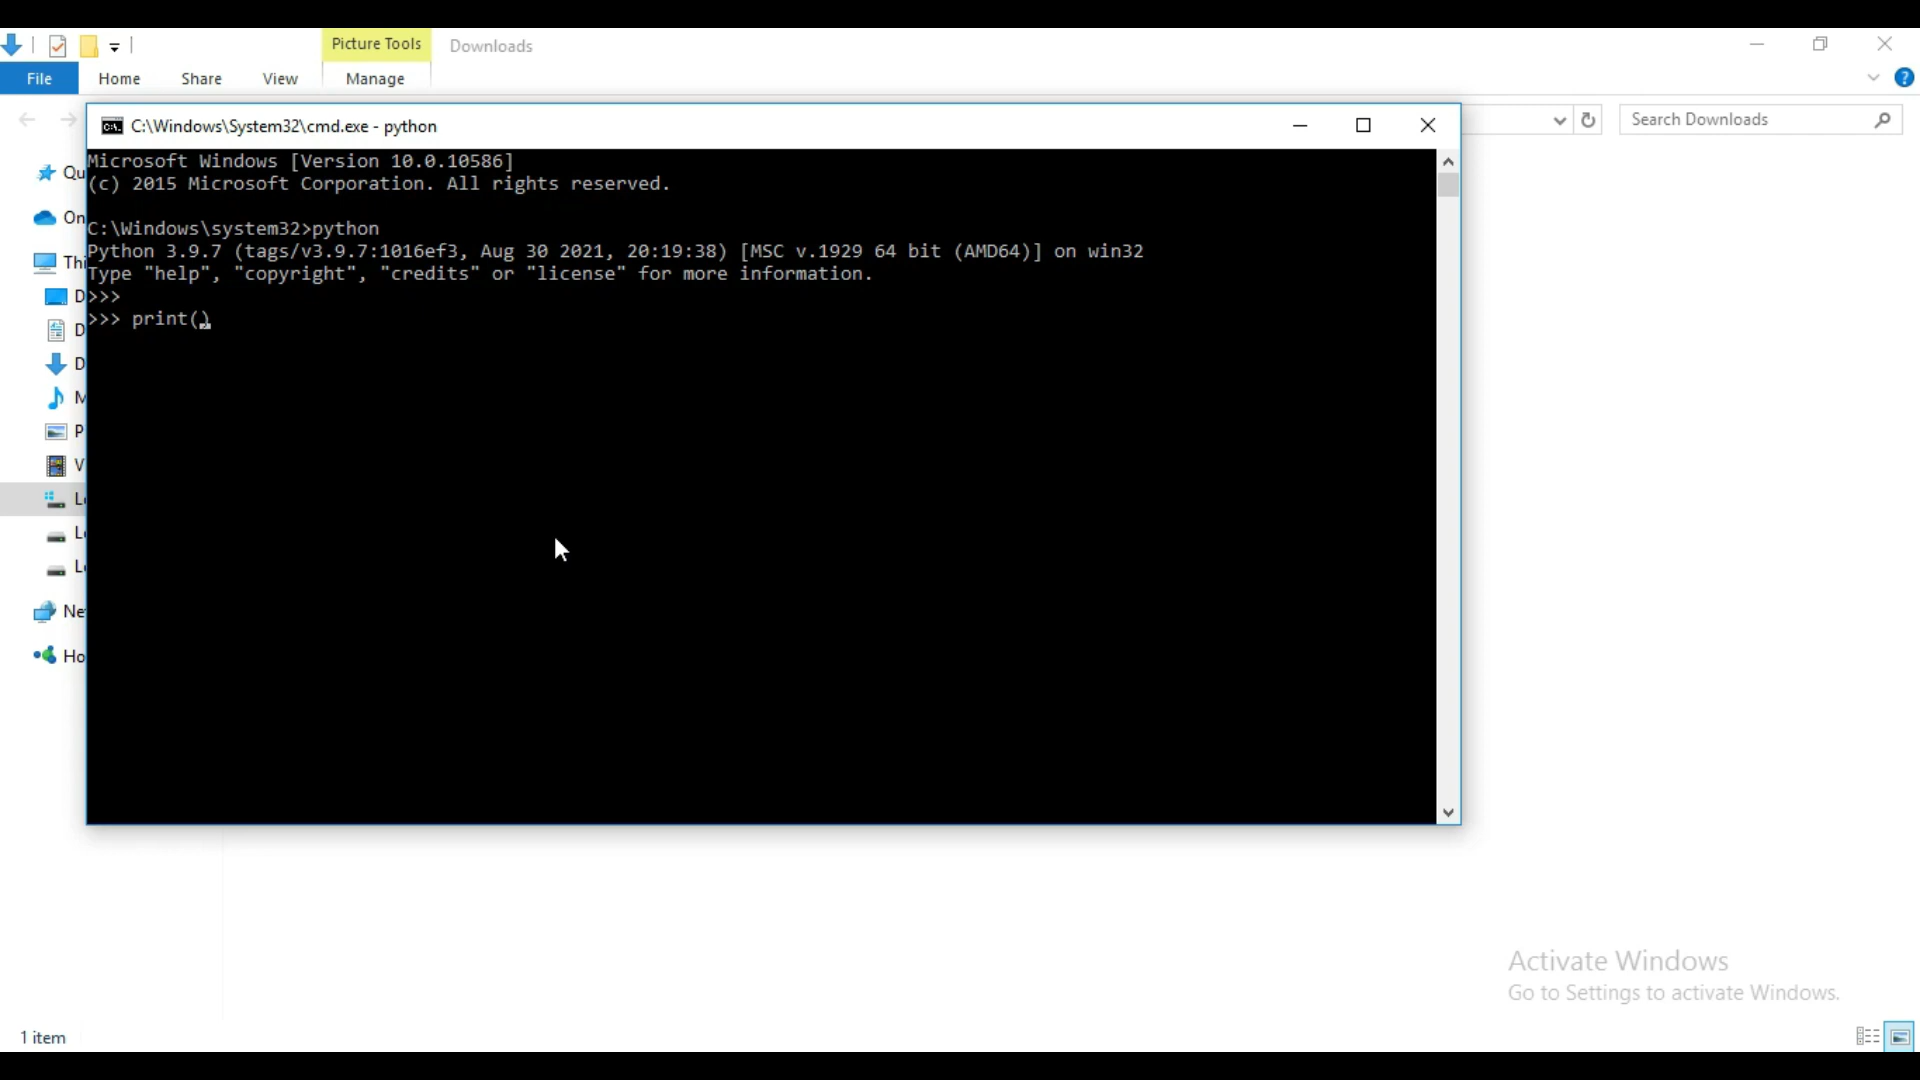 Picture Tools
Downloads
File
Home
Share
View
Manage
Search Downloads
C:\Windows\System32\cmd.exe - python
Microsoft Windows [Version 10.0.10586]
(c) 2015 Microsoft Corporation. All rights reserved.
C:\Windows\system32>python
Python 3.9.7 (tags/v3.9.7:1016ef3, Aug 30 2021, 20:19:38) [MSC v.1929 64 bit (AMD64)] on win32
Type "help", "copyright", "credits" or "license" for more information.
>>>
>>> print()
Activate Windows
Go to Settings to activate Windows.
1 item